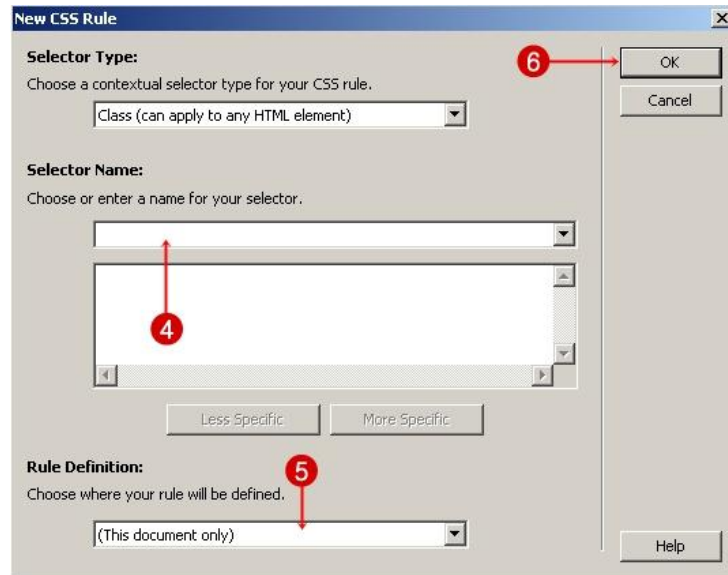 New CSS Rule
Selector Type:
6
OK
Choose a contextual selector type for your CSS rule.
Class (can apply to any HTML element)
Cancel
Selector Name:
Choose or enter a name for your selector.
4
Less Specific
More Specific
Rule Definition:
5
Choose where your rule will be defined.
(This document only)
Help